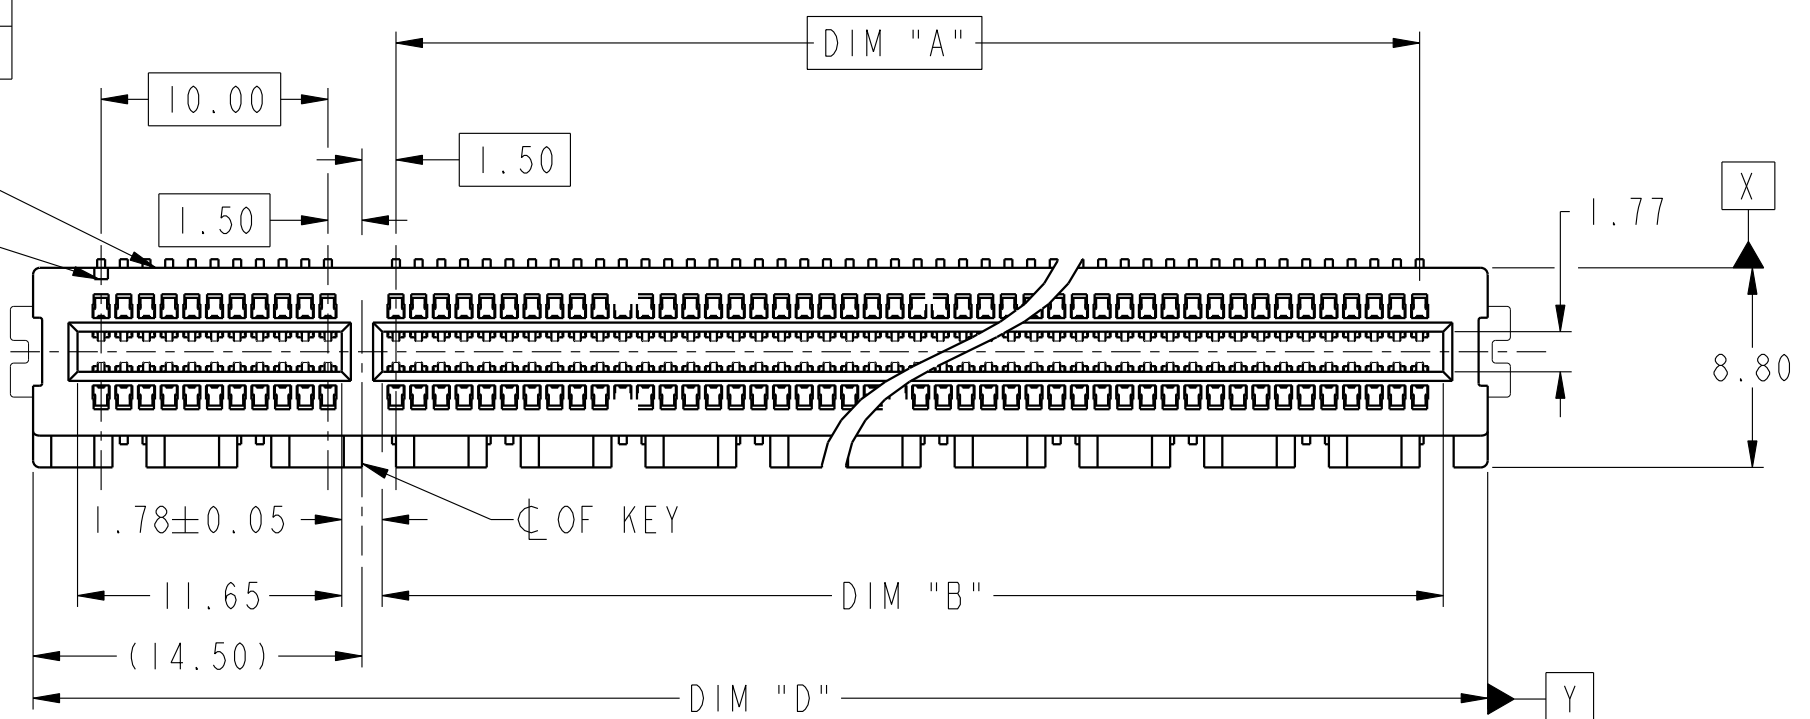 DIM "A"
10.00
1.50
1.50
X
1.77
8.80
1.78±0.05
℄ OF KEY
11.65
DIM "B"
(14.50)
DIM "D"
Y